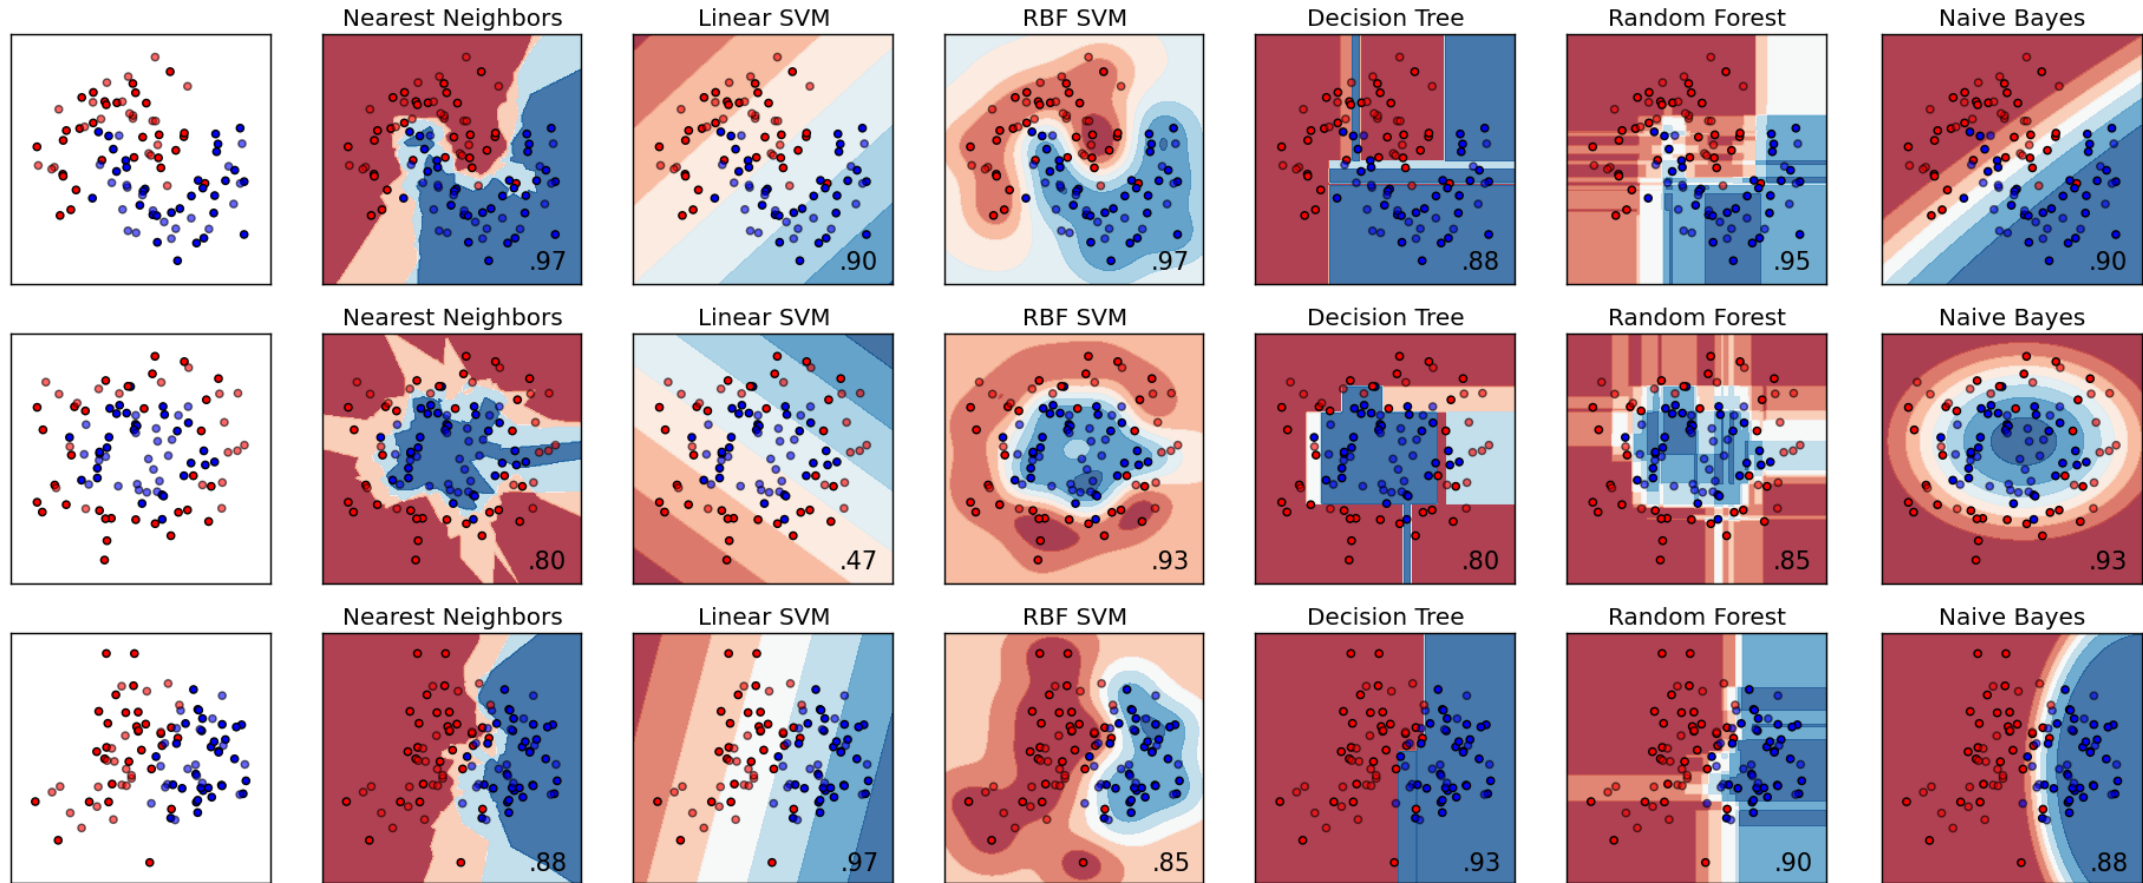 Nearest Neighbors Linear SVM RBF SVM Decision Tree Random Forest Naive Bayes
.97 .90 .97 .88 .95 .90
Nearest Neighbors Linear SVM RBF SVM Decision Tree Random Forest Naive Bayes
.80 .47 .93 .80 .85 .93
Nearest Neighbors Linear SVM RBF SVM Decision Tree Random Forest Naive Bayes
.88 .97 .85 .93 .90 .88